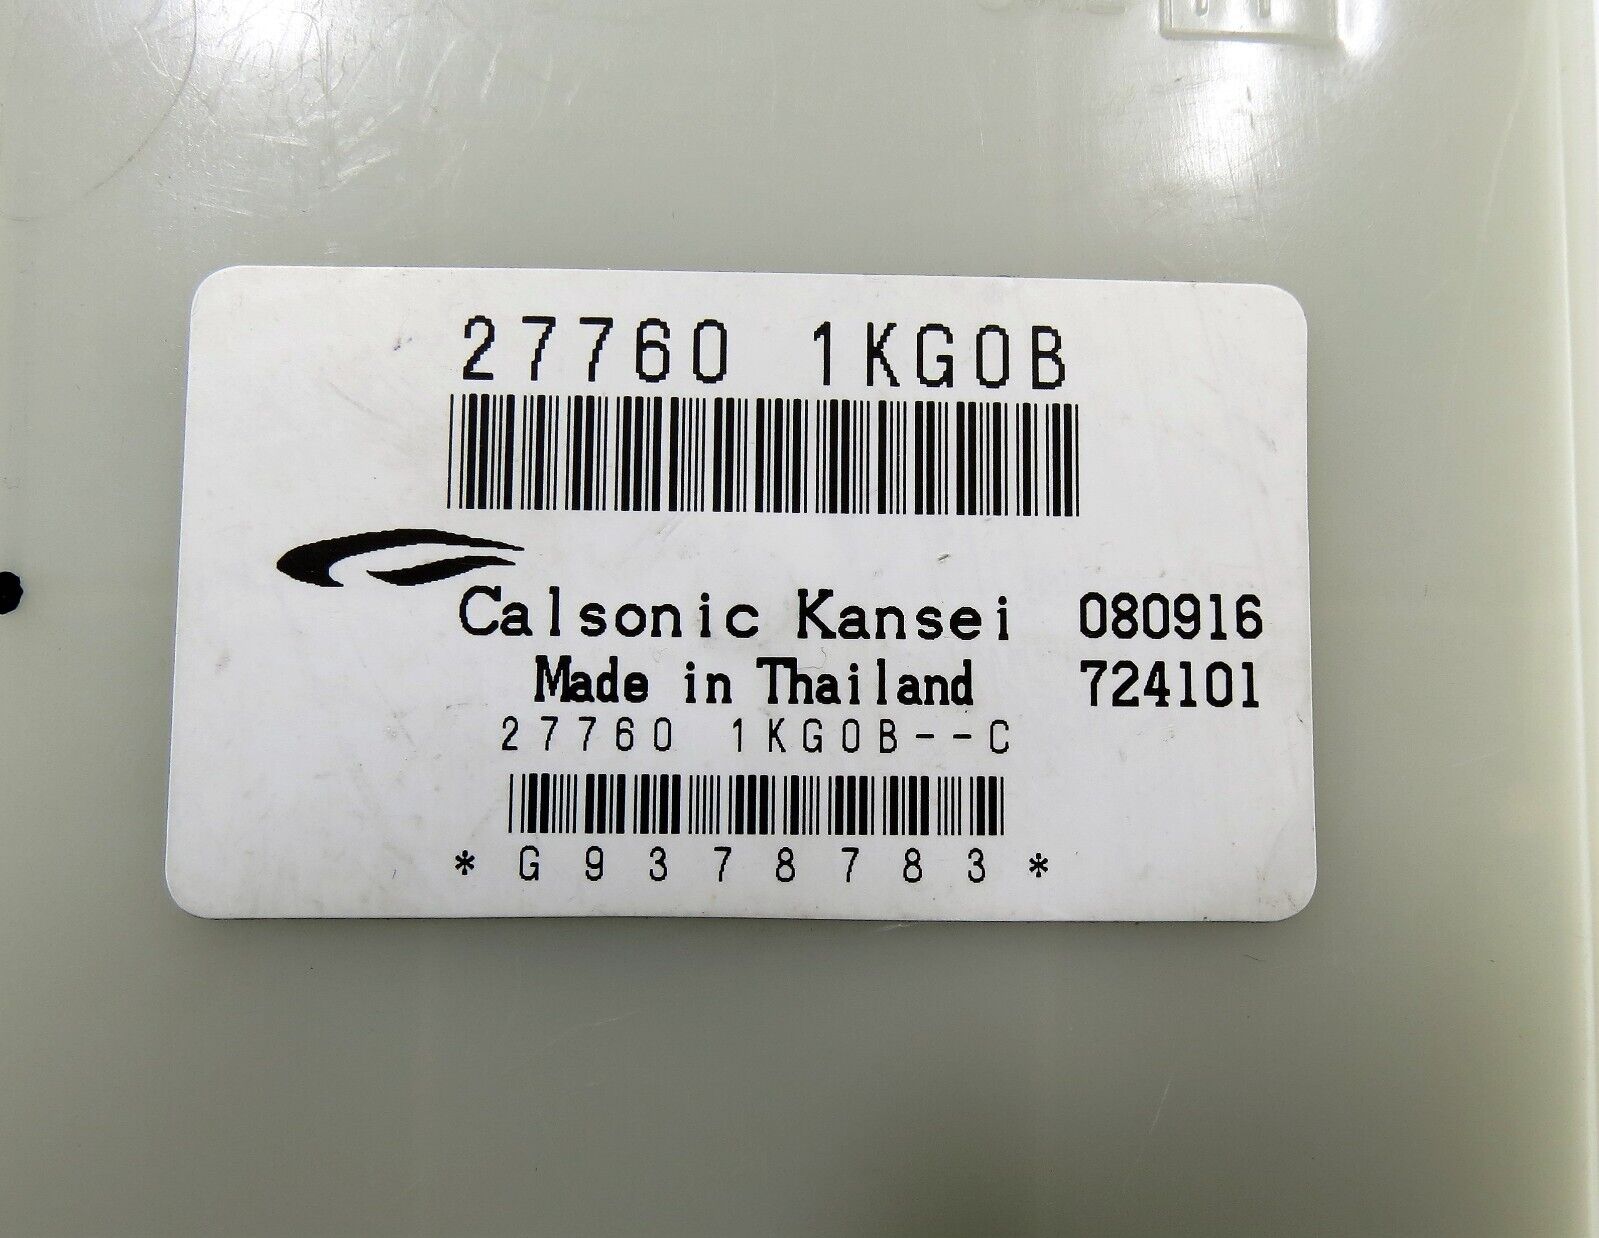 27760 1KG0B
Calsonic Kansei 080916
Made in Thailand 724101
27760 1KG0B--C
*G9378783*